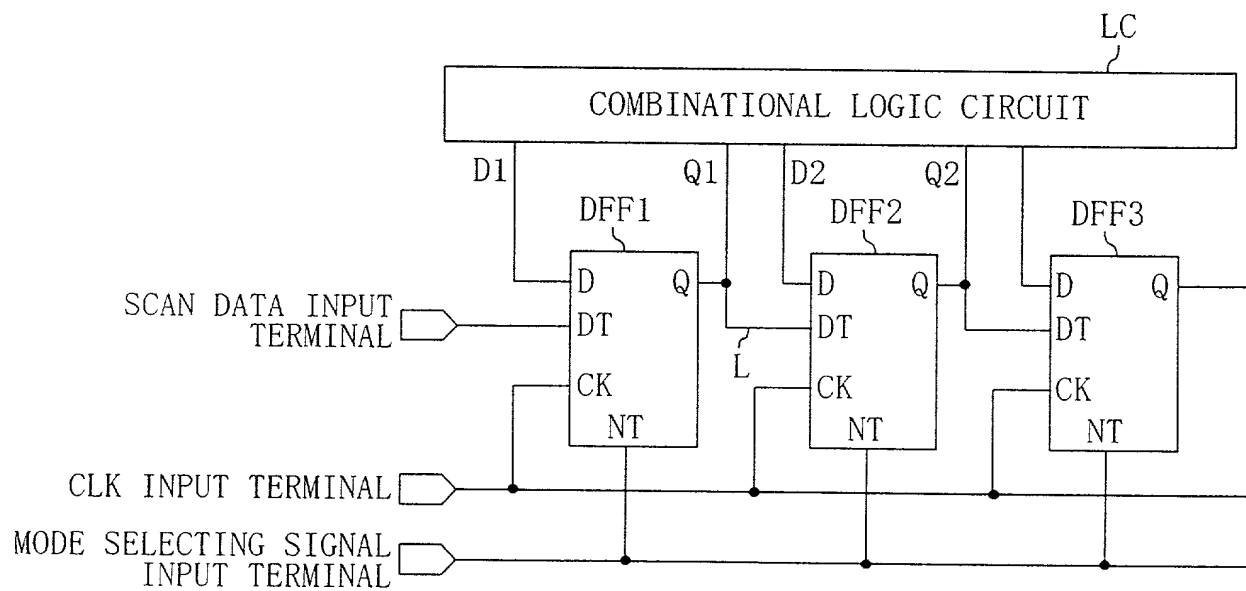 LC
COMBINATIONAL LOGIC CIRCUIT
D1
Q1
D2
Q2
DFF1
DFF2
DFF3
D
Q
D
Q
D
Q
SCAN DATA INPUT
TERMINAL
DT
DT
DT
L
CK
CK
CK
NT
NT
NT
CLK INPUT TERMINAL
MODE SELECTING SIGNAL
INPUT TERMINAL